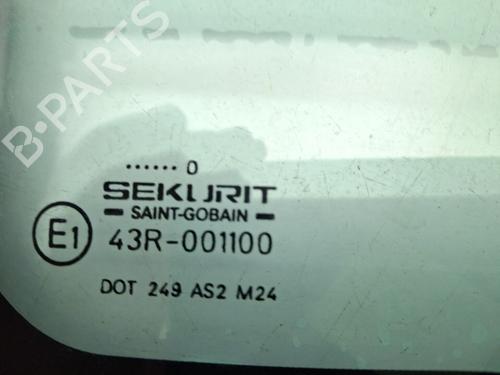 B-PARTS
...... 0
SEKURIT
SAINT-GOBAIN
E1 43R-001100
DOT 249 AS2 M24